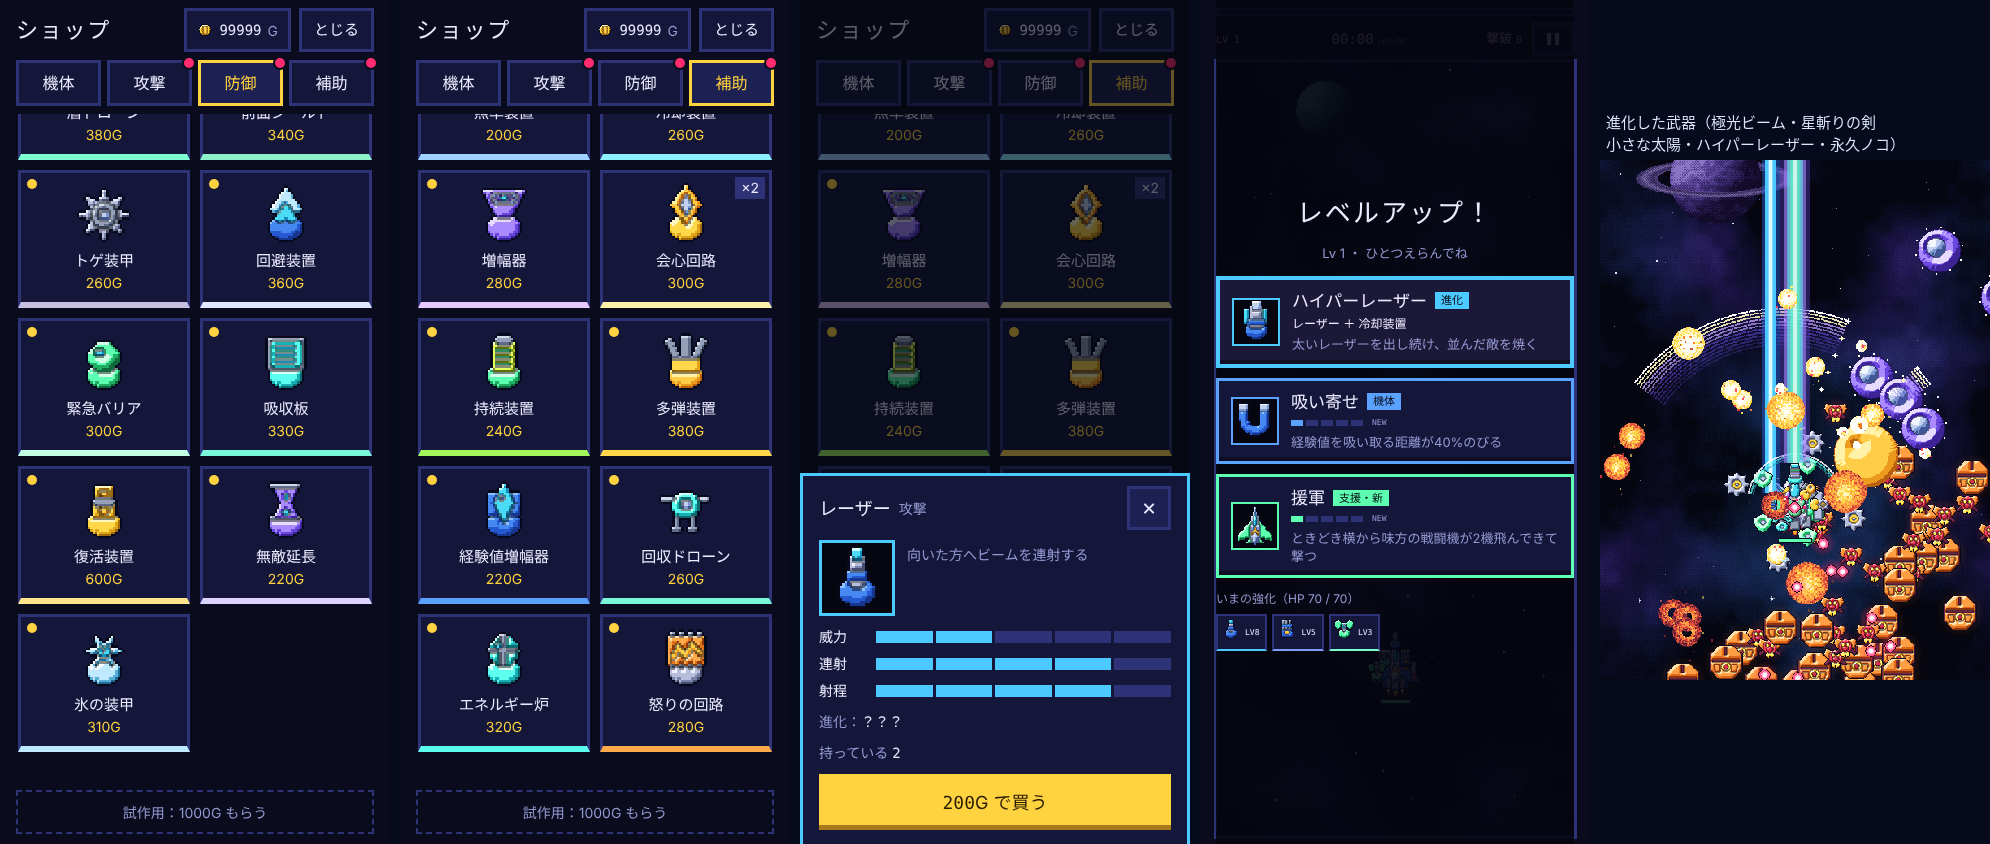 ショップ
99999 G
とじる
機体
攻撃
防御
補助
380G
340G
トゲ装甲
260G
回避装置
360G
緊急バリア
300G
吸収板
330G
復活装置
600G
無敵延長
220G
氷の装甲
310G
試作用：1000G もらう
ショップ
99999 G
とじる
機体
攻撃
防御
補助
200G
260G
増幅器
280G
×2
会心回路
300G
持続装置
240G
多弾装置
380G
経験値増幅器
220G
回収ドローン
260G
エネルギー炉
320G
怒りの回路
280G
試作用：1000G もらう
ショップ
99999 G
とじる
機体
攻撃
防御
補助
200G
260G
増幅器
280G
×2
会心回路
300G
持続装置
240G
多弾装置
380G
レーザー 攻撃
×
向いた方へビームを連射する
威力
連射
射程
進化：？？？
持っている 2
200G で買う
LV 1
00:00
撃破 0
レベルアップ！
Lv 1 ・ ひとつえらんでね
ハイパーレーザー 進化
レーザー ＋ 冷却装置
太いレーザーを出し続け、並んだ敵を焼く
吸い寄せ 機体
NEW
経験値を吸い取る距離が40%のびる
援軍 支援・新
NEW
ときどき横から味方の戦闘機が2機飛んできて
撃つ
いまの強化（HP 70 / 70）
LV8
LV5
LV3
進化した武器（極光ビーム・星斬りの剣
小さな太陽・ハイパーレーザー・永久ノコ）